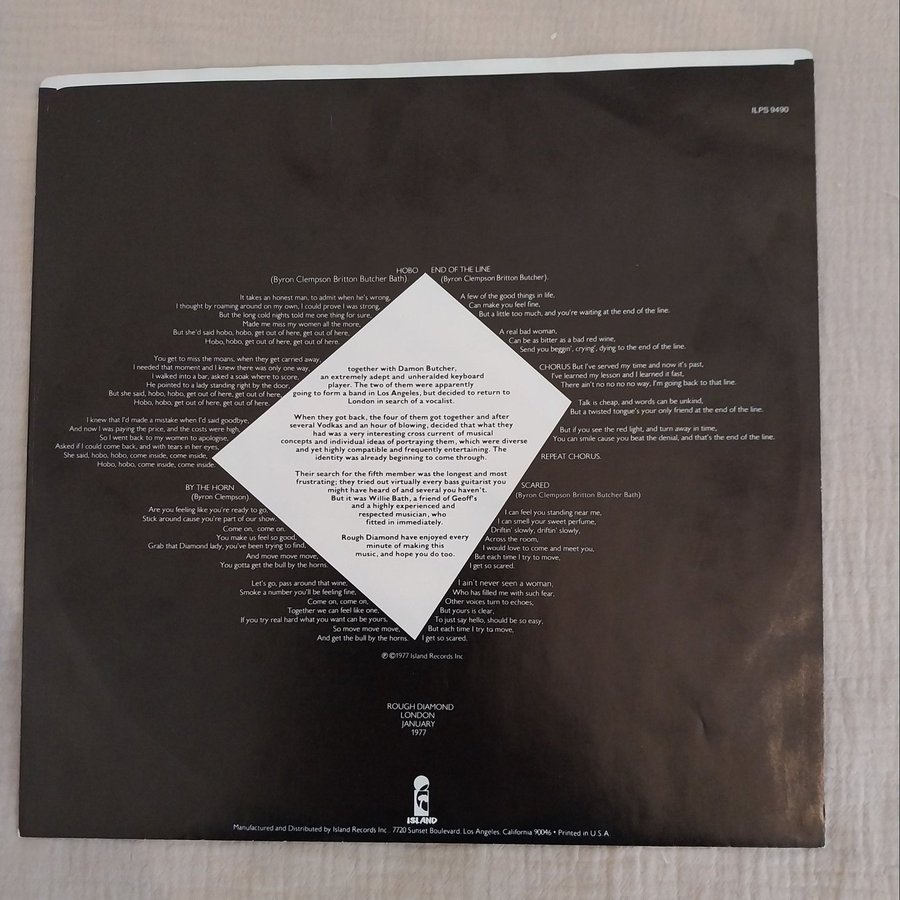 ILPS 9490
HOBO
(Byron Clempson Britton Butcher Bath)
It takes an honest man, to admit when he's wrong,
I thought by roaming around on my own, I could prove I was strong,
But the long cold nights told me one thing for sure,
Made me miss my women all the more,
But she'd said hobo, hobo, get out of here, get out of here,
Hobo, hobo, get out of here, get out of here.
You get to miss the moans, when they get carried away,
I needed that moment and I knew there was only one way,
I walked into a bar, asked a soak where to score,
He pointed to a lady standing right by the door,
But she said hobo, hobo, get out of here, get out of here,
Hobo, hobo, get out of here, get out of here.
I knew that I'd made a mistake when I'd said goodbye,
And now I was paying the price, and the costs were high,
So I went back to my women to apologise,
Asked if I could come back, and with tears in her eyes,
She said, hobo, hobo, come inside, come inside,
Hobo, hobo, come inside, come inside.
BY THE HORN
(Byron Clempson)
Are you feeling like you're ready to go,
Stick around cause you're part of our show.
Come on, come on,
You make us feel so good,
Grab that Diamond lady, you've been trying to find,
And move move move,
You gotta get the bull by the horns.
Let's go, pass around that wine,
Smoke a number you'll be feeling fine,
Come on, come on,
Together we can feel like one,
If you try real hard what you want can be yours,
So move move move,
And get the bull by the horns.
together with Damon Butcher,
an extremely adept and unheralded keyboard
player. The two of them were apparently
going to form a band in Los Angeles, but decided to return to
London in search of a vocalist.
When they got back, the four of them got together and after
several Vodkas and an hour of blowing, decided that what they
had was a very interesting cross current of musical
concepts and individual ideas of portraying them, which were diverse
and yet highly compatible and frequently entertaining. The
identity was already beginning to come through.
Their search for the fifth member was the longest and most
frustrating; they tried out virtually every bass guitarist you
might have heard of and several you haven't.
But it was Willie Bath, a friend of Geoff's
and a highly experienced and
respected musician, who
fitted in immediately.
Rough Diamond have enjoyed every
minute of making this
music, and hope you do too.
END OF THE LINE
(Byron Clempson Britton Butcher).
A few of the good things in life,
Can make you feel fine,
But a little too much, and you're waiting at the end of the line.
A real bad woman,
Can be as bitter as a bad red wine,
Send you beggin', crying', dying to the end of the line.
CHORUS But I've served my time and now it's past,
I've learned my lesson and I learned it fast,
There ain't no no no no way, I'm going back to that line.
Talk is cheap, and words can be unkind,
But a twisted tongue's your only friend at the end of the line.
But if you see the red light, and turn away in time,
You can smile cause you beat the denial, and that's the end of the line.
REPEAT CHORUS.
SCARED
(Byron Clempson Britton Butcher Bath)
I can feel you standing near me,
I can smell your sweet perfume,
Driftin' slowly, driftin' slowly,
Across the room,
I would love to come and meet you,
But each time I try to move,
I get so scared.
I ain't never seen a woman,
Who has filled me with such fear,
Other voices turn to echoes,
But yours is clear,
To just say hello, should be so easy,
But each time I try to move,
I get so scared.
℗©1977 Island Records Inc
ROUGH DIAMOND
LONDON
JANUARY
1977
ISLAND
Manufactured and Distributed by Island Records Inc. 7720 Sunset Boulevard, Los Angeles, California 90046 • Printed in U.S.A.